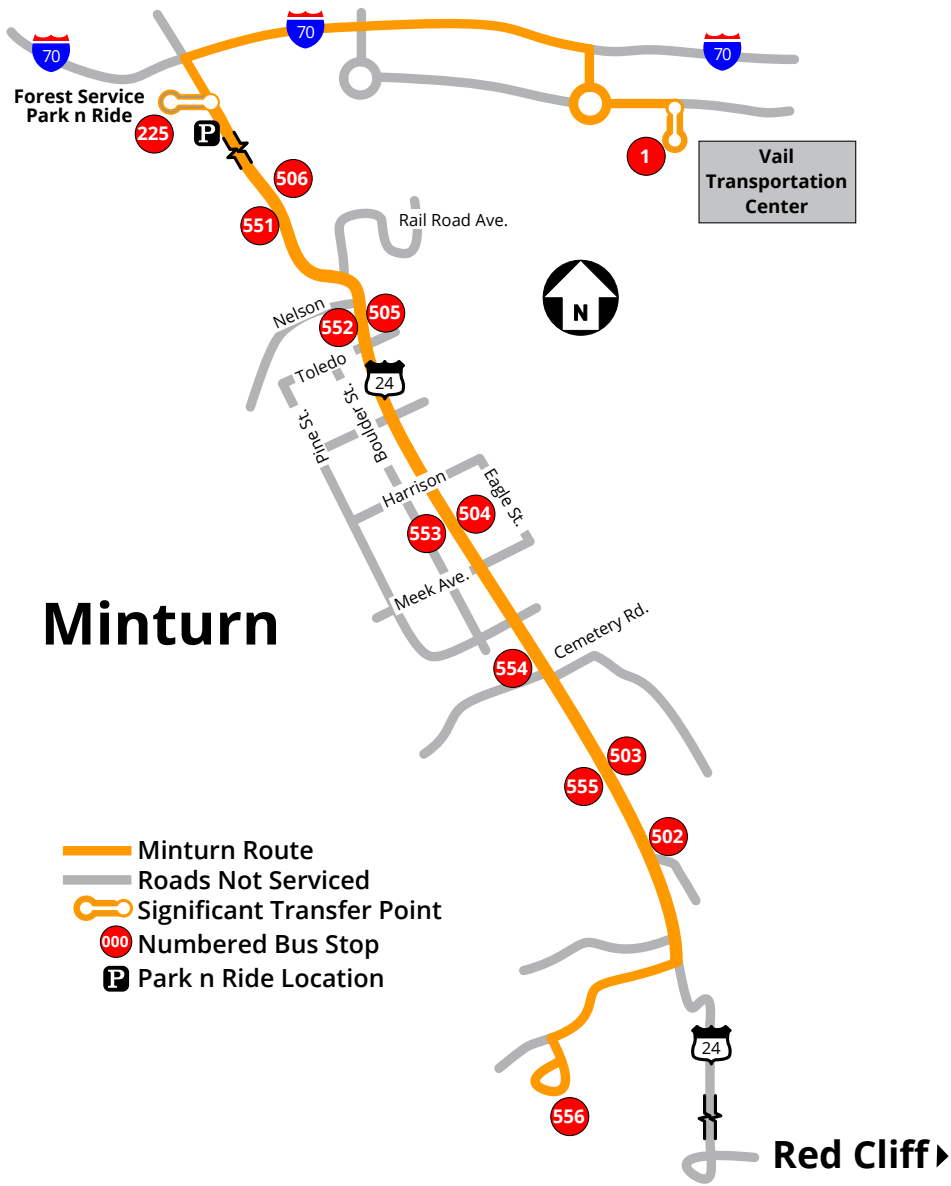 70
70
70
Forest Service
Park n Ride
225
P
1
Vail
Transportation
Center
506
551
Rail Road Ave.
N
Nelson
552
505
Toledo
24
Pine St.
Boulder St.
Harrison
Eagle St.
504
553
Meek Ave.
Minturn
Cemetery Rd.
554
503
555
502
Minturn Route
Roads Not Serviced
Significant Transfer Point
000 Numbered Bus Stop
P Park n Ride Location
24
556
Red Cliff